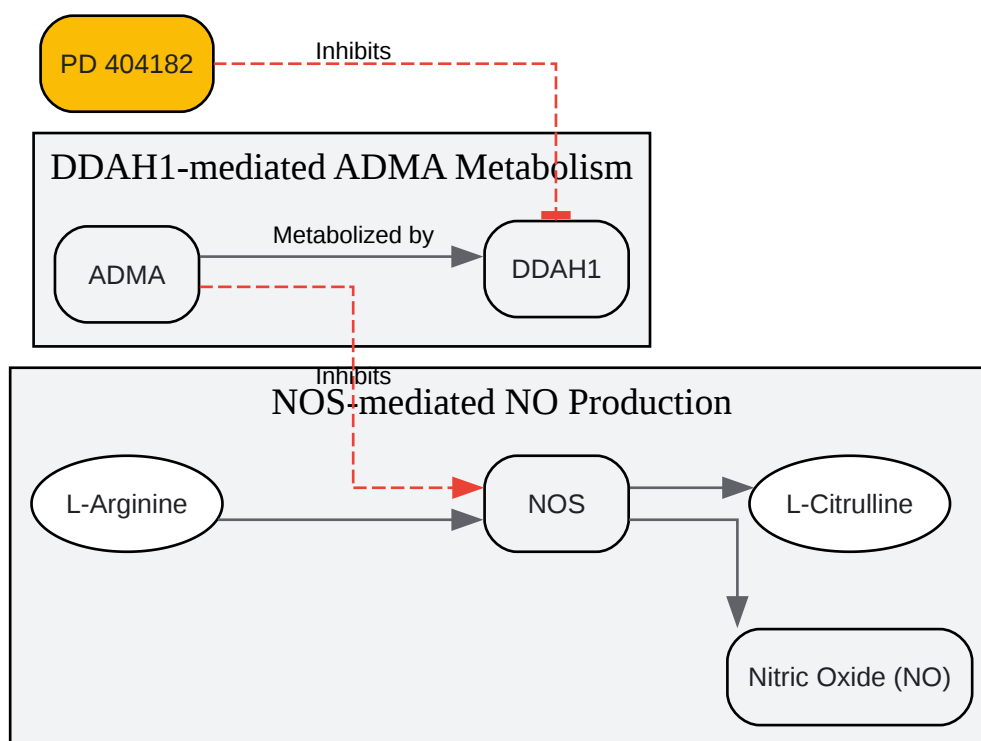 PD 404182
Inhibits
DDAH1-mediated ADMA Metabolism
Metabolized by
ADMA
DDAH1
Inhibits
NOS-mediated NO Production
L-Arginine
NOS
L-Citrulline
Nitric Oxide (NO)